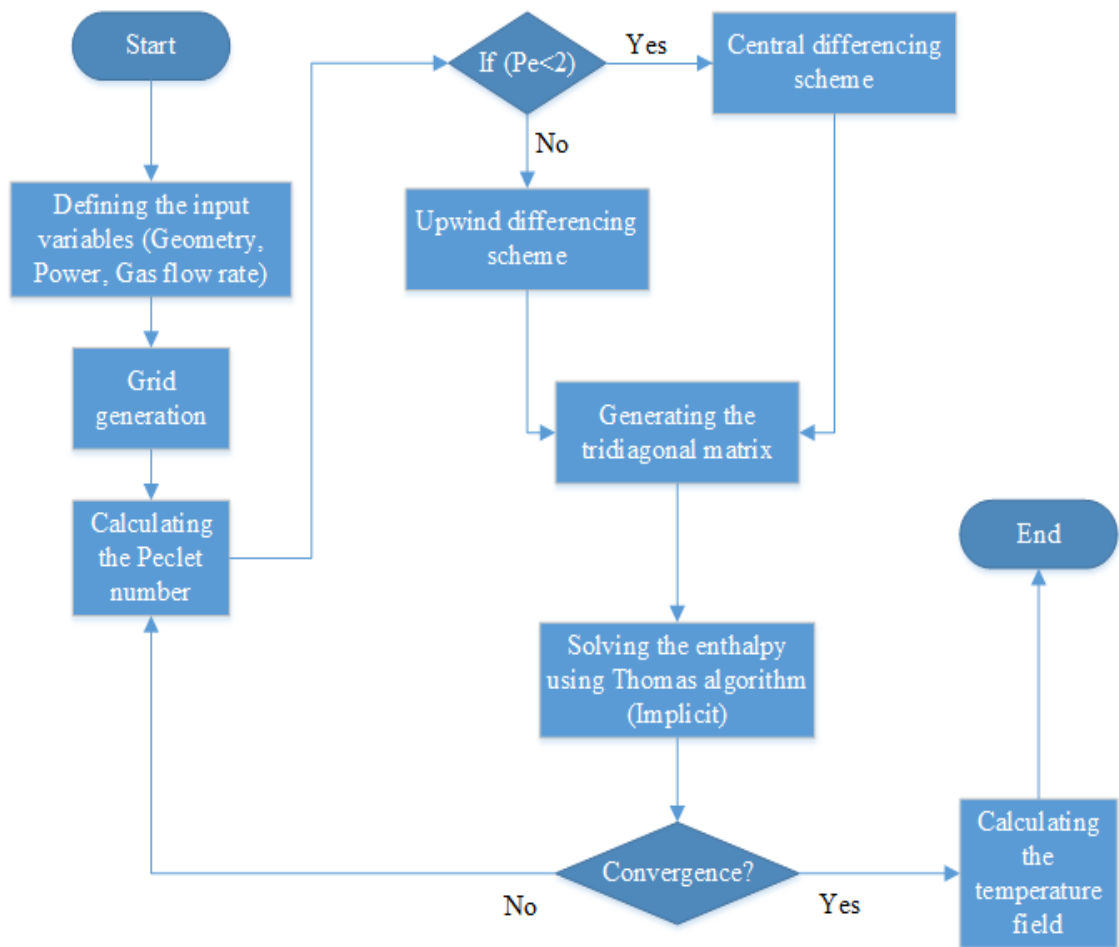 Start
Defining the input
variables (Geometry,
Power, Gas flow rate)
Grid
generation
Calculating
the Peclet
number
If (Pe<2)
Yes
Central differencing
scheme
No
Upwind differencing
scheme
Generating the
tridiagonal matrix
Solving the enthalpy
using Thomas algorithm
(Implicit)
Convergence?
No
Yes
Calculating
the
temperature
field
End